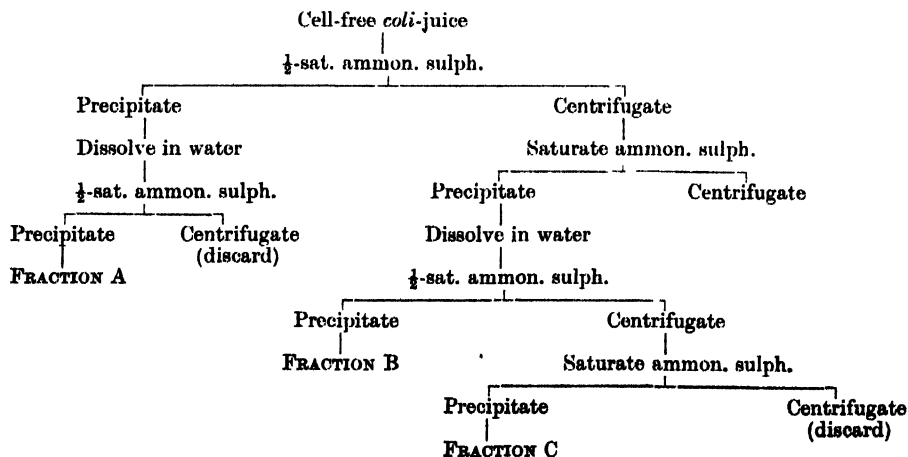 Cell-free coli-juice
½-sat. ammon. sulph.
Precipitate Centrifugate
Dissolve in water Saturate ammon. sulph.
½-sat. ammon. sulph. Precipitate Centrifugate
Precipitate Centrifugate (discard) Dissolve in water
FRACTION A ½-sat. ammon. sulph.
Precipitate Centrifugate
FRACTION B Saturate ammon. sulph.
Precipitate Centrifugate (discard)
FRACTION C